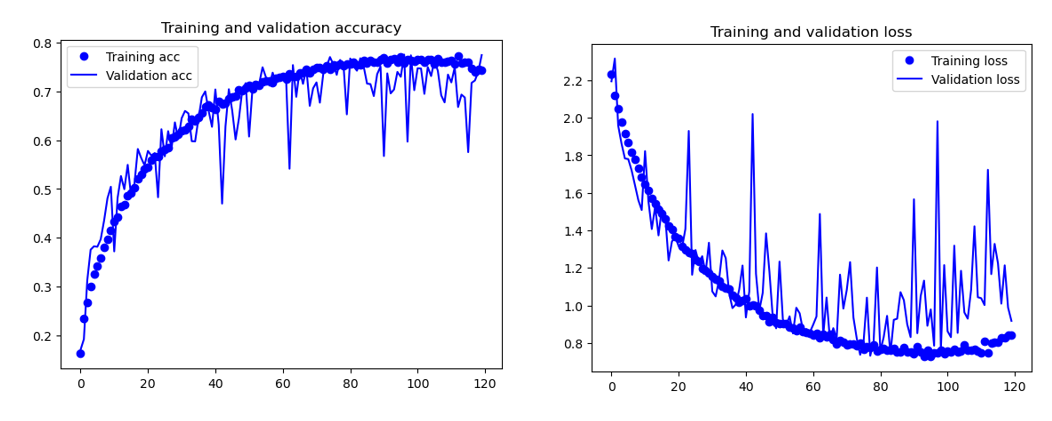 Training and validation accuracy
Training acc
Validation acc
0.8
0.7
0.6
0.5
0.4
0.3
0.2
0 20 40 60 80 100 120
Training and validation loss
Training loss
Validation loss
2.2
2.0
1.8
1.6
1.4
1.2
1.0
0.8
0 20 40 60 80 100 120